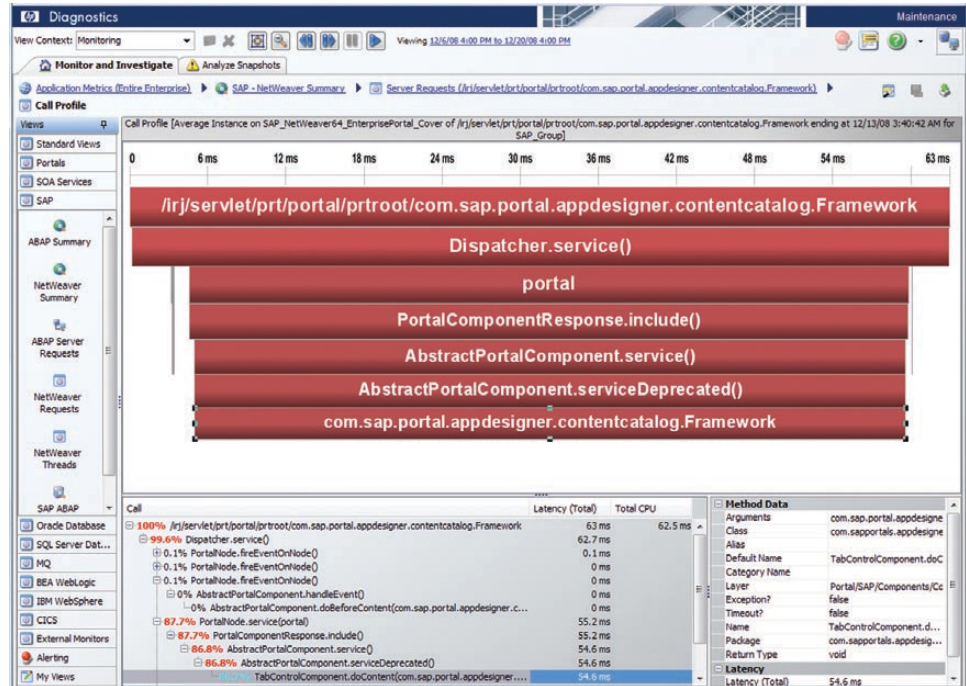 Diagnostics
Maintenance
View Context: Monitoring
Viewing 12/6/08 4:00 PM to 12/20/08 4:00 PM
Monitor and Investigate
Analyze Snapshots
Application Metrics (Entire Enterprise) SAP - NetWeaver Summary Server Requests (/irj/servlet/prt/portal/prtroot/com.sap.portal.appdesigner.contentcatalog.Framework)
Call Profile
Views
Call Profile [Average Instance on SAP_NetWeaver64_EnterprisePortal_Cover of /irj/servlet/prt/portal/prtroot/com.sap.portal.appdesigner.contentcatalog.Framework ending at 12/13/08 3:40:42 AM for
SAP_Group]
Standard Views
Portals
SOA Services
SAP
ABAP Summary
NetWeaver
Summary
ABAP Server
Requests
NetWeaver
Requests
NetWeaver
Threads
SAP ABAP
Oracle Database
SQL Server Dat...
MQ
BEA WebLogic
IBM WebSphere
CICS
External Monitors
Alerting
My Views
0 6 ms 12 ms 18 ms 24 ms 30 ms 36 ms 42 ms 48 ms 54 ms 63 ms
/irj/servlet/prt/portal/prtroot/com.sap.portal.appdesigner.contentcatalog.Framework
Dispatcher.service()
portal
PortalComponentResponse.include()
AbstractPortalComponent.service()
AbstractPortalComponent.serviceDeprecated()
com.sap.portal.appdesigner.contentcatalog.Framework
Call Latency (Total) Total CPU
100% /irj/servlet/prt/portal/prtroot/com.sap.portal.appdesigner.contentcatalog.Framework 63 ms 62.5 ms
99.6% Dispatcher.service() 62.7 ms
0.1% PortalNode.fireEventOnNode() 0.1 ms
0.1% PortalNode.fireEventOnNode() 0 ms
0.1% PortalNode.fireEventOnNode() 0 ms
0% AbstractPortalComponent.handleEvent() 0 ms
0% AbstractPortalComponent.doBeforeContent(com.sap.portal.appdesigner.c... 0 ms
87.7% PortalNode.service(portal) 55.2 ms
87.7% PortalComponentResponse.include() 55.2 ms
86.8% AbstractPortalComponent.service() 54.6 ms
86.8% AbstractPortalComponent.serviceDeprecated() 54.6 ms
TabControlComponent.doContent(com.sap.portal.appdesigner.... 54.6 ms
Method Data
Arguments com.sap.portal.appdesigne
Class com.sapportals.appdesigne
Alias
Default Name TabControlComponent.doC
Category Name
Layer Portal/SAP/Components/Cc
Exception? false
Timeout? false
Name TabControlComponent.d...
Package com.sapportals.appdesig...
Return Type void
Latency
Latency (Total) 54.6 ms